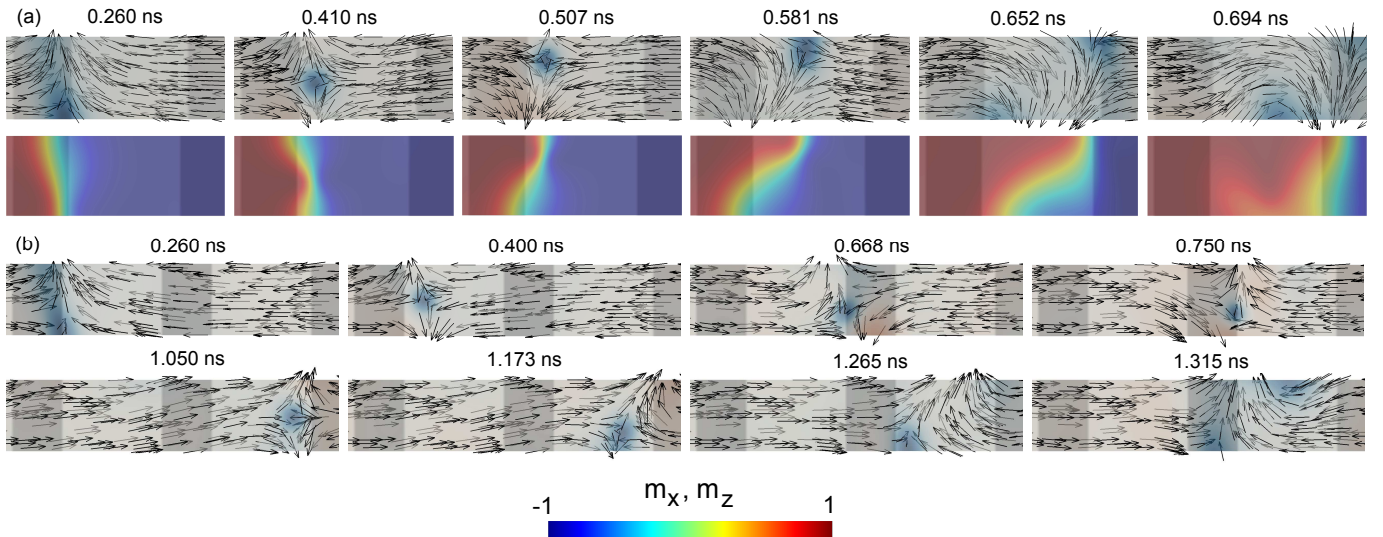 (a)
0.260 ns 0.410 ns 0.507 ns 0.581 ns 0.652 ns 0.694 ns
(b)
0.260 ns 0.400 ns 0.668 ns 0.750 ns
1.050 ns 1.173 ns 1.265 ns 1.315 ns
m_x, m_z
-1 1